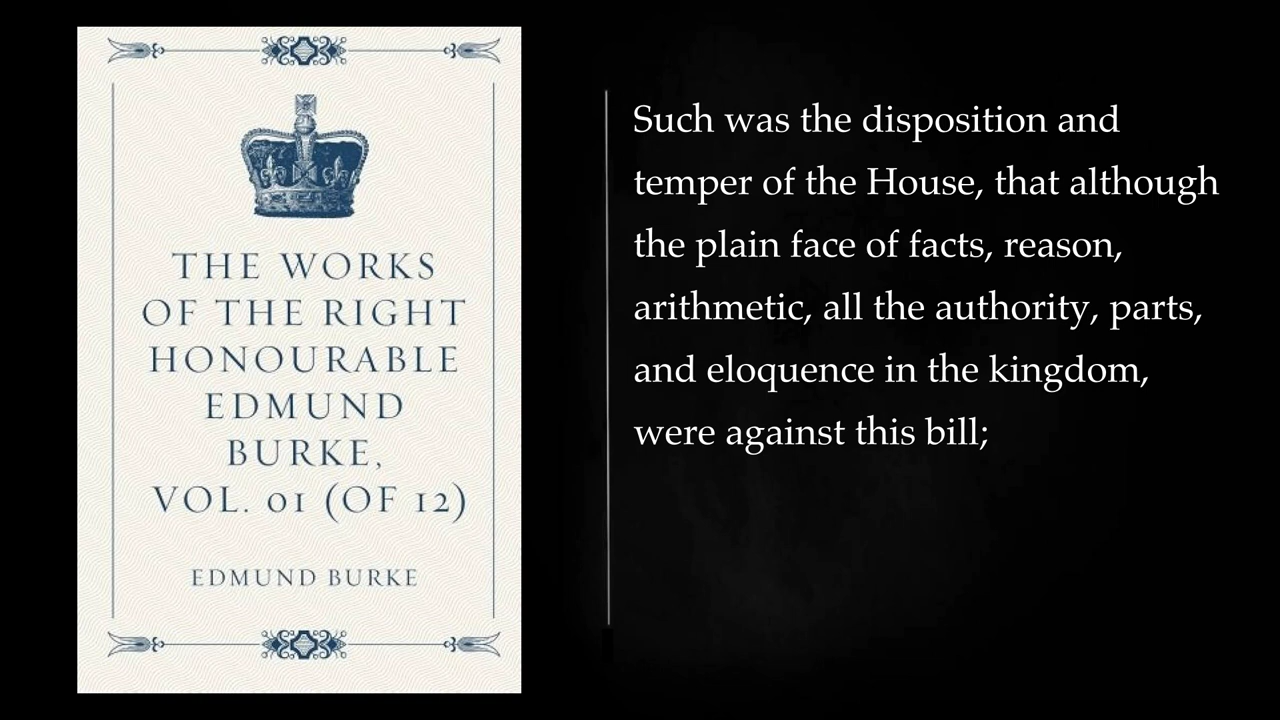 THE WORKS
OF THE RIGHT
HONOURABLE
EDMUND
BURKE,
VOL. 01 (OF 12)
EDMUND BURKE
Such was the disposition and
temper of the House, that although
the plain face of facts, reason,
arithmetic, all the authority, parts,
and eloquence in the kingdom,
were against this bill;